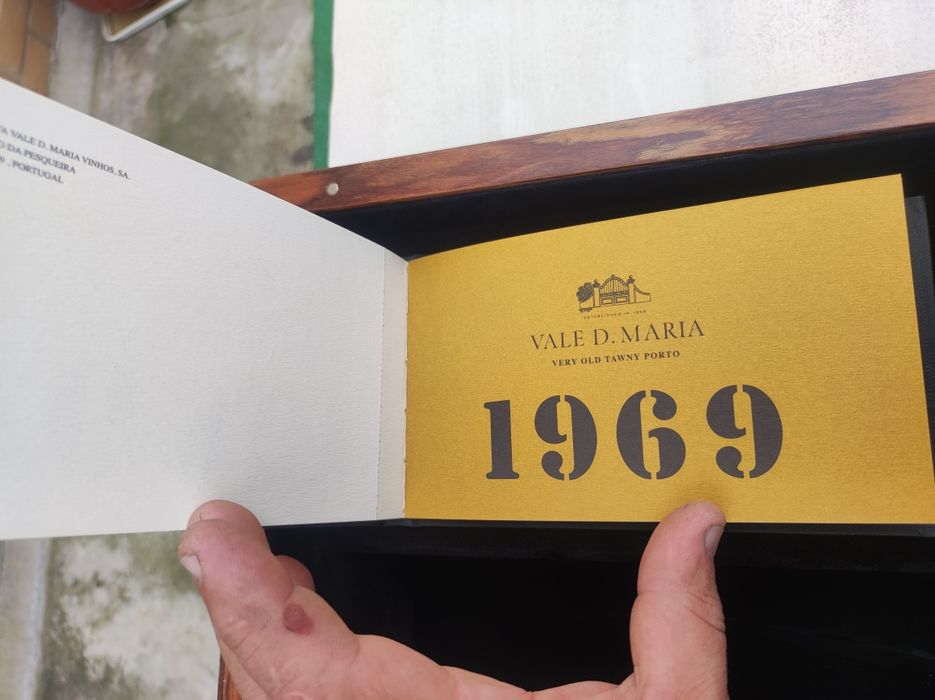 VALE D. MARIA VINHOS, SA.
DA PESQUEIRA
PORTUGAL
VALE D. MARIA
VERY OLD TAWNY PORTO
1969